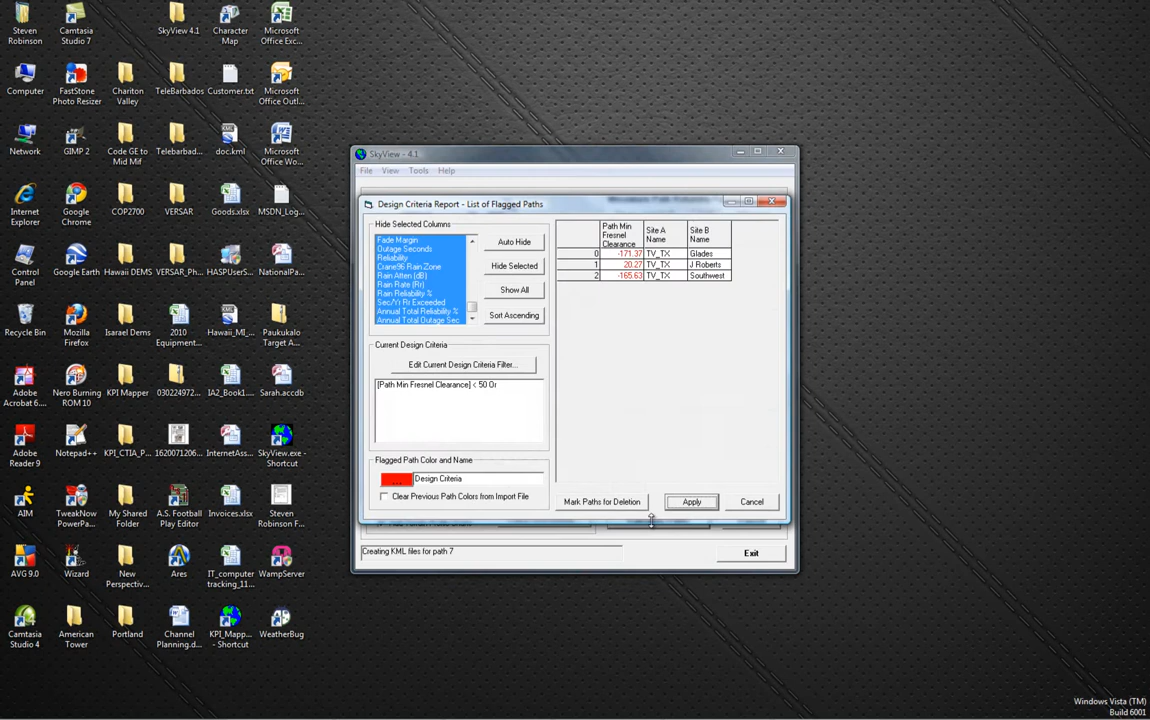 Steven
Robinson
Camtasia
Studio 7
SkyView 4.1
Character
Map
Microsoft
Office Exc...
Computer
FastStone
Photo Resizer
Chariton
Valley
TeleBarbados
Customer.txt
Microsoft
Office Outl...
Network
GIMP 2
Code GE to
Mid Mif
Telebarbad...
doc.kml
Microsoft
Office Wo...
Internet
Explorer
Google
Chrome
COP2700
VERSAR
Goods.xlsx
MSDN_Log...
Control
Panel
Google Earth
Hawaii DEMS
VERSAR_Ph...
HASPUserS...
NationalPa...
Recycle Bin
Mozilla
Firefox
Isarael Dems
2010
Equipment...
Hawaii_MI_...
Paukukalo
Target A...
Adobe
Acrobat 6....
Nero Burning
ROM 10
KPI Mapper
030224972...
IA2_Book1....
Sarah.accdb
Adobe
Reader 9
Notepad++
KPI_CTIA_P...
1620071206...
InternetAss...
SkyView.exe -
Shortcut
AIM
TweakNow
PowerPa...
My Shared
Folder
A.S. Football
Play Editor
Invoices.xlsx
Steven
Robinson F...
AVG 9.0
Wizard
New
Perspectiv...
Ares
IT_computer
tracking_11...
WampServer
Camtasia
Studio 4
American
Tower
Portland
Channel
Planning.d...
KPI_Mapp...
- Shortcut
WeatherBug
SkyView - 4.1
File View Tools Help
Design Criteria Report - List of Flagged Paths
Hide Selected Columns
Fade Margin
Outage Seconds
Reliability
Crane96 Rain Zone
Rain Atten (dB)
Rain Rate (Rr)
Rain Reliability %
Sec/Yr Rr Exceeded
Annual Total Reliability %
Annual Total Outage Sec
Auto Hide
Hide Selected
Show All
Sort Ascending
Current Design Criteria
Edit Current Design Criteria Filter...
[Path Min Fresnel Clearance] < 50 Or
Flagged Path Color and Name
... Design Criteria
Clear Previous Path Colors from Import File
Path Min
Fresnel
Clearance
Site A
Name
Site B
Name
0 -171.37 TV_TX Glades
1 20.27 TV_TX J Roberts
2 -165.63 TV_TX Southwest
Mark Paths for Deletion
Apply
Cancel
Creating KML files for path 7
Exit
Windows Vista (TM)
Build 6001